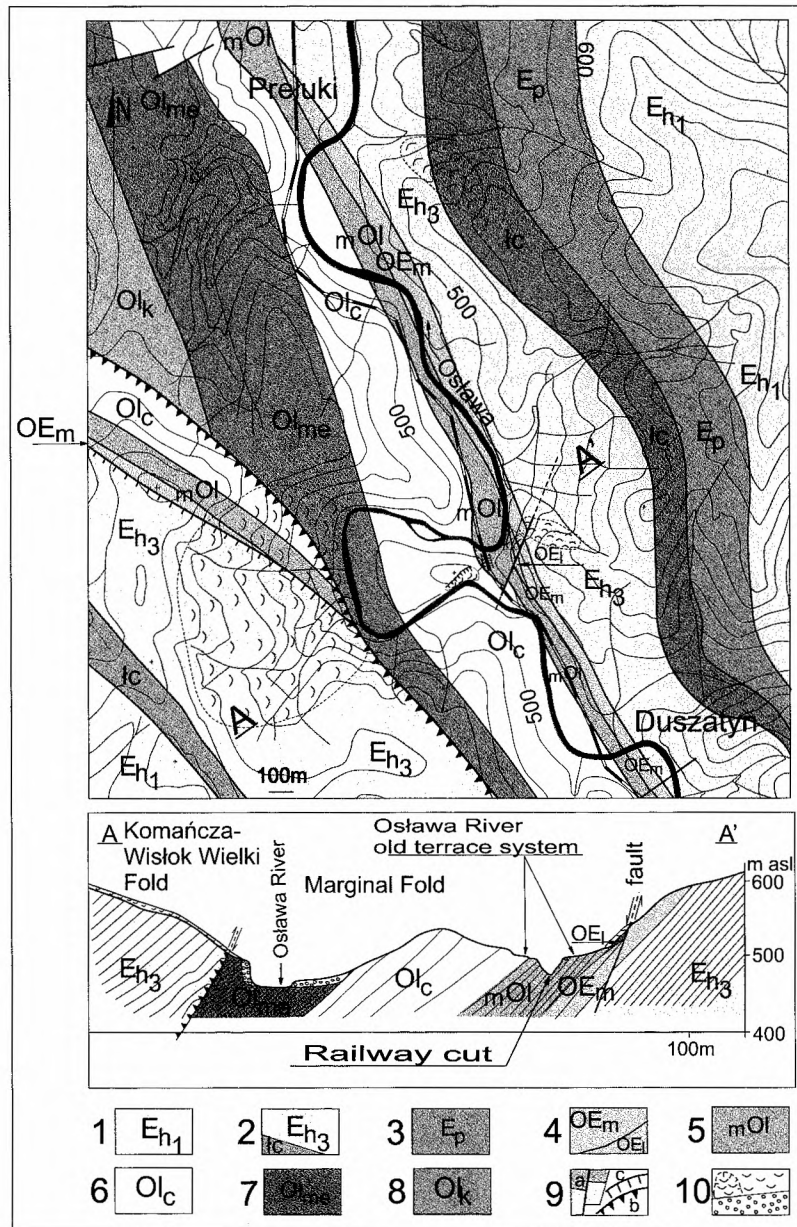 mOl
Prełuki
600
Ep
Eh1
Olme
N
Eh3
mOl
OEm
Ic
Olk
Olc
500
Osława
Eh1
Olc
500
Olme
Ic
Ep
A'
OEm
mOl
mOl
OEl
Eh3
Eh3
OEm
Olc
mOl
Ic
500
Duszatyn
A
Eh1
Eh3
OEm
100m
A Komańcza-
Wisłok Wielki
Fold
Osława River
Marginal Fold
Osława River
old terrace system
fault
A'
m asl
600
OEl
500
Eh3
Olme
Olc
mOl
OEm
Eh3
400
Railway cut
100m
1 Eh1
2 Eh3 Ic
3 Ep
4 OEm OEl
5 mOl
6 Olc
7 Olme
8 Olk
9 a c b
10